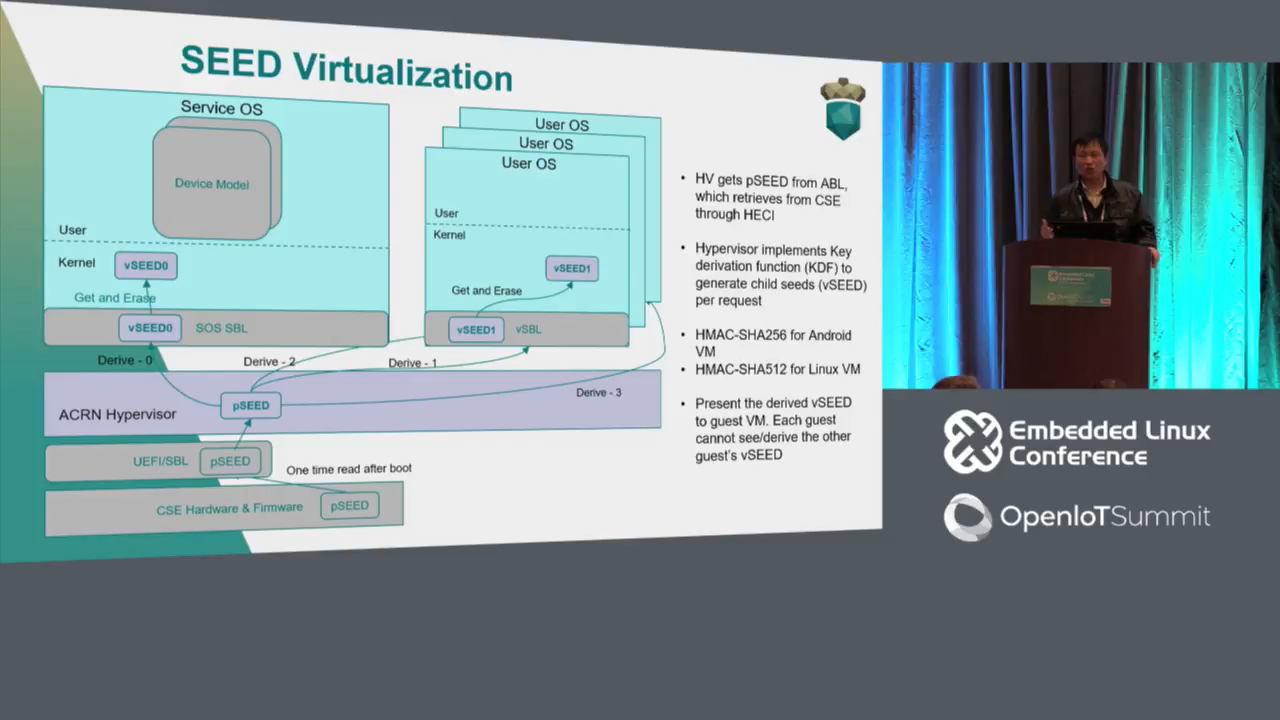 SEED Virtualization
Service OS
Device Model
User
Kernel
vSEED0
Get and Erase
vSEED0
SOS SBL
User OS
User OS
User OS
User
Kernel
vSEED1
Get and Erase
vSEED1
vSBL
Derive - 0
Derive - 2
Derive - 1
Derive - 3
pSEED
ACRN Hypervisor
UEFI/SBL
pSEED
One time read after boot
CSE Hardware & Firmware
pSEED
• HV gets pSEED from ABL,
which retrieves from CSE
through HECI
• Hypervisor implements Key
derivation function (KDF) to
generate child seeds (vSEED)
per request
• HMAC-SHA256 for Android
VM
• HMAC-SHA512 for Linux VM
• Present the derived vSEED
to guest VM. Each guest
cannot see/derive the other
guest's vSEED
Embedded Linux
Conference
Embedded Linux
Conference
OpenIoTSummit